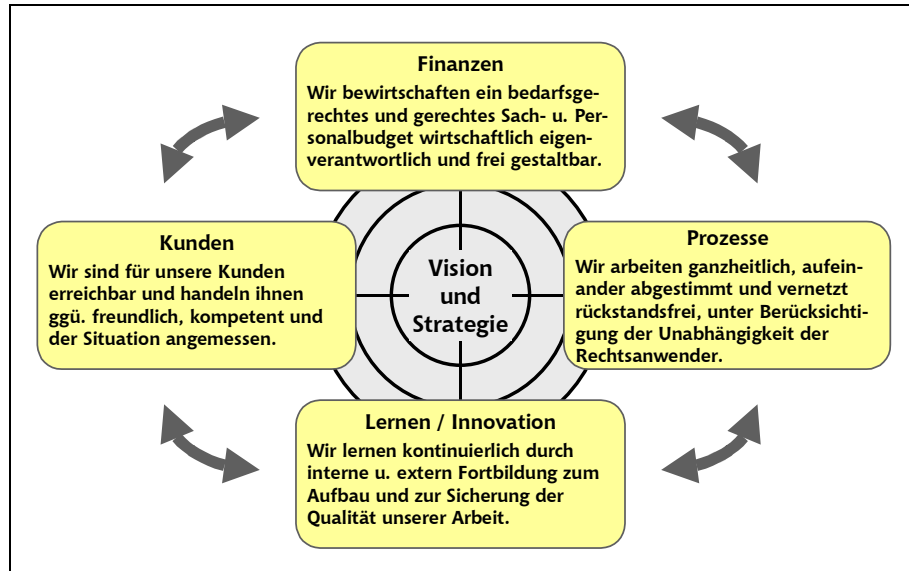 Finanzen
Wir bewirtschaften ein bedarfsge-
rechtes und gerechtes Sach- u. Per-
sonalbudget wirtschaftlich eigen-
verantwortlich und frei gestaltbar.
Kunden
Wir sind für unsere Kunden
erreichbar und handeln ihnen
ggü. freundlich, kompetent und
der Situation angemessen.
Vision
und
Strategie
Prozesse
Wir arbeiten ganzheitlich, aufein-
ander abgestimmt und vernetzt
rückstandsfrei, unter Berücksichti-
gung der Unabhängigkeit der
Rechtsanwender.
Lernen / Innovation
Wir lernen kontinuierlich durch
interne u. extern Fortbildung zum
Aufbau und zur Sicherung der
Qualität unserer Arbeit.